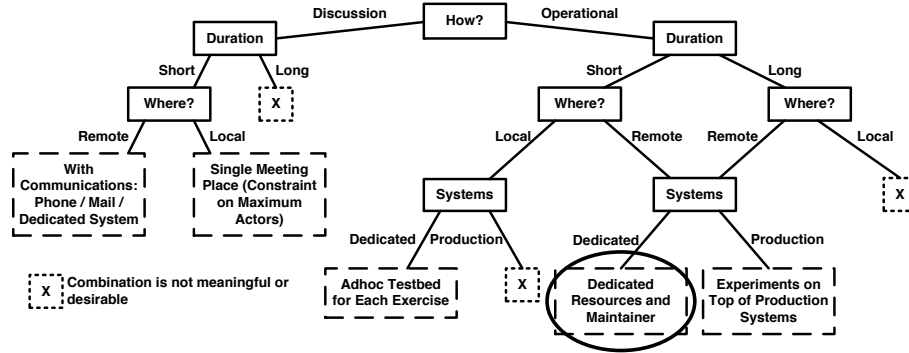 Discussion
How?
Operational
Duration
Duration
Short
Long
Short
Long
Where?
X
Where?
Where?
Remote
Local
Local
Remote
Remote
Local
With
Communications:
Phone / Mail /
Dedicated System
Single Meeting
Place (Constraint
on Maximum
Actors)
Systems
Systems
X
Dedicated
Production
Dedicated
Production
X
Combination is not meaningful or
desirable
Adhoc Testbed
for Each Exercise
X
Dedicated
Resources and
Maintainer
Experiments on
Top of Production
Systems